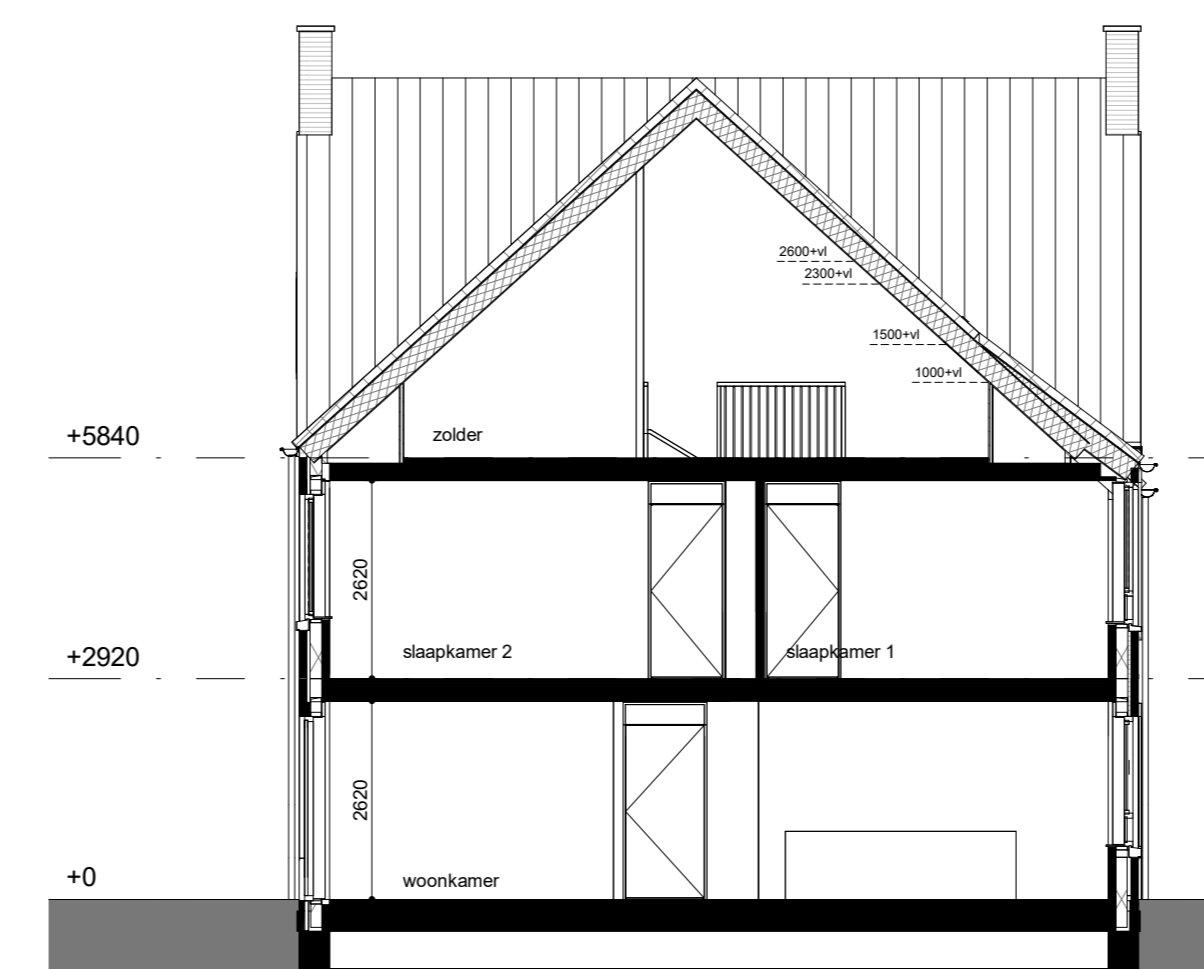 2600+vl
2300+vl
1500+vl
1000+vl
+5840
zolder
2620
+2920
slaapkamer 2
slaapkamer 1
2620
+0
woonkamer